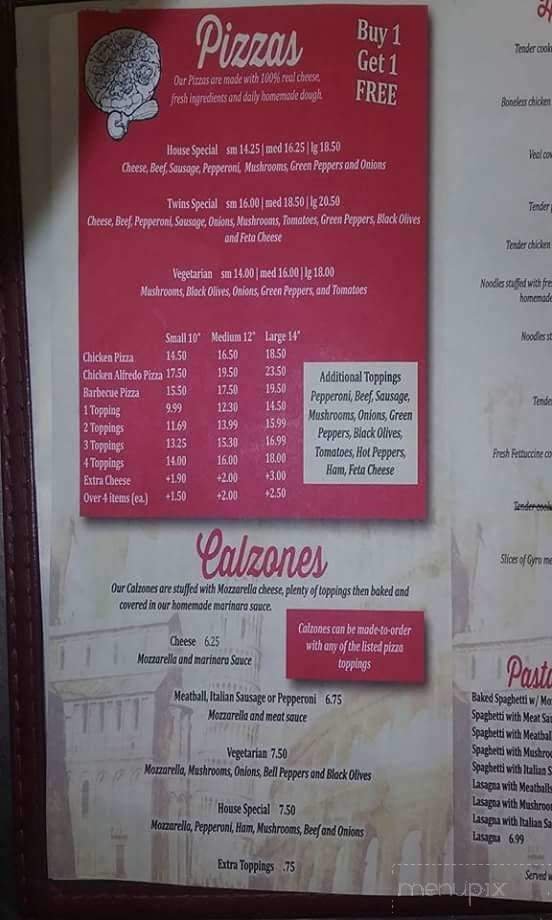 Pizzas
Our Pizzas are made with 100% real cheese,
fresh ingredients and daily homemade dough.
Buy 1
Get 1
FREE
House Special sm 14.25 | med 16.25 | lg 18.50
Cheese, Beef, Sausage, Pepperoni, Mushrooms, Green Peppers and Onions
Twins Special sm 16.00 | med 18.50 | lg 20.50
Cheese, Beef, Pepperoni, Sausage, Onions, Mushrooms, Tomatoes, Green Peppers, Black Olives
and Feta Cheese
Vegetarian sm 14.00 | med 16.00 | lg 18.00
Mushrooms, Black Olives, Onions, Green Peppers, and Tomatoes
Small 10" Medium 12" Large 14"
Chicken Pizza 14.50 16.50 18.50
Chicken Alfredo Pizza 17.50 19.50 23.50
Barbecue Pizza 15.50 17.50 19.50
1 Topping 9.99 12.30 14.50
2 Toppings 11.69 13.99 15.99
3 Toppings 13.25 15.30 16.99
4 Toppings 14.00 16.00 18.00
Extra Cheese +1.90 +2.00 +3.00
Over 4 items (ea.) +1.50 +2.00 +2.50
Additional Toppings
Pepperoni, Beef, Sausage,
Mushrooms, Onions, Green
Peppers, Black Olives,
Tomatoes, Hot Peppers,
Ham, Feta Cheese
Calzones
Our Calzones are stuffed with Mozzarella cheese, plenty of toppings then baked and
covered in our homemade marinara sauce.
Calzones can be made-to-order
with any of the listed pizza
toppings
Cheese 6.25
Mozzarella and marinara Sauce
Meatball, Italian Sausage or Pepperoni 6.75
Mozzarella and meat sauce
Vegetarian 7.50
Mozzarella, Mushrooms, Onions, Bell Peppers and Black Olives
House Special 7.50
Mozzarella, Pepperoni, Ham, Mushrooms, Beef and Onions
Extra Toppings .75
Tender
Boneless chicken
Veal
Tender
Tender chicken
Noodles stuffed with
homemade
Noodles
Fresh Fettuccine
Tender
Slices of Gyro
Baked Spaghetti w/
Spaghetti with Meat
Spaghetti with
Spaghetti with
Spaghetti with Italian
Lasagna with Meatballs
Lasagna with
Lasagna with Italian
Lasagna 6.99
Served
menupix